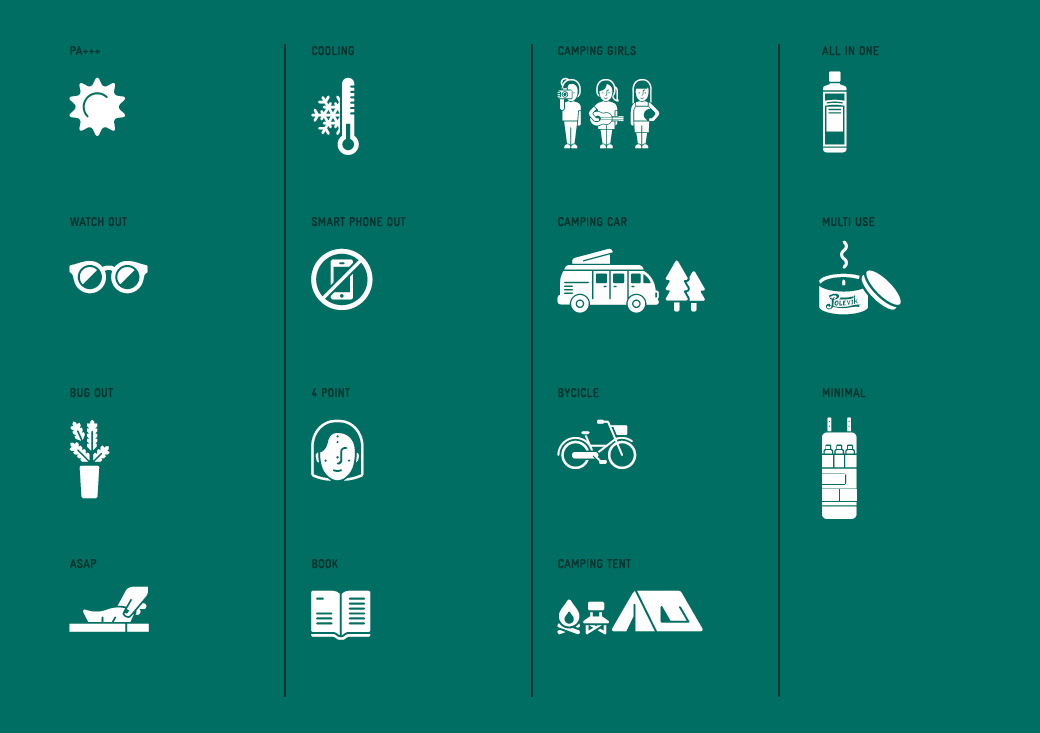 PA+++
COOLING
CAMPING GIRLS
ALL IN ONE
WATCH OUT
SMART PHONE OUT
CAMPING CAR
MULTI USE
POLEVIK
BUG OUT
4 POINT
BYCICLE
MINIMAL
ASAP
BOOK
CAMPING TENT